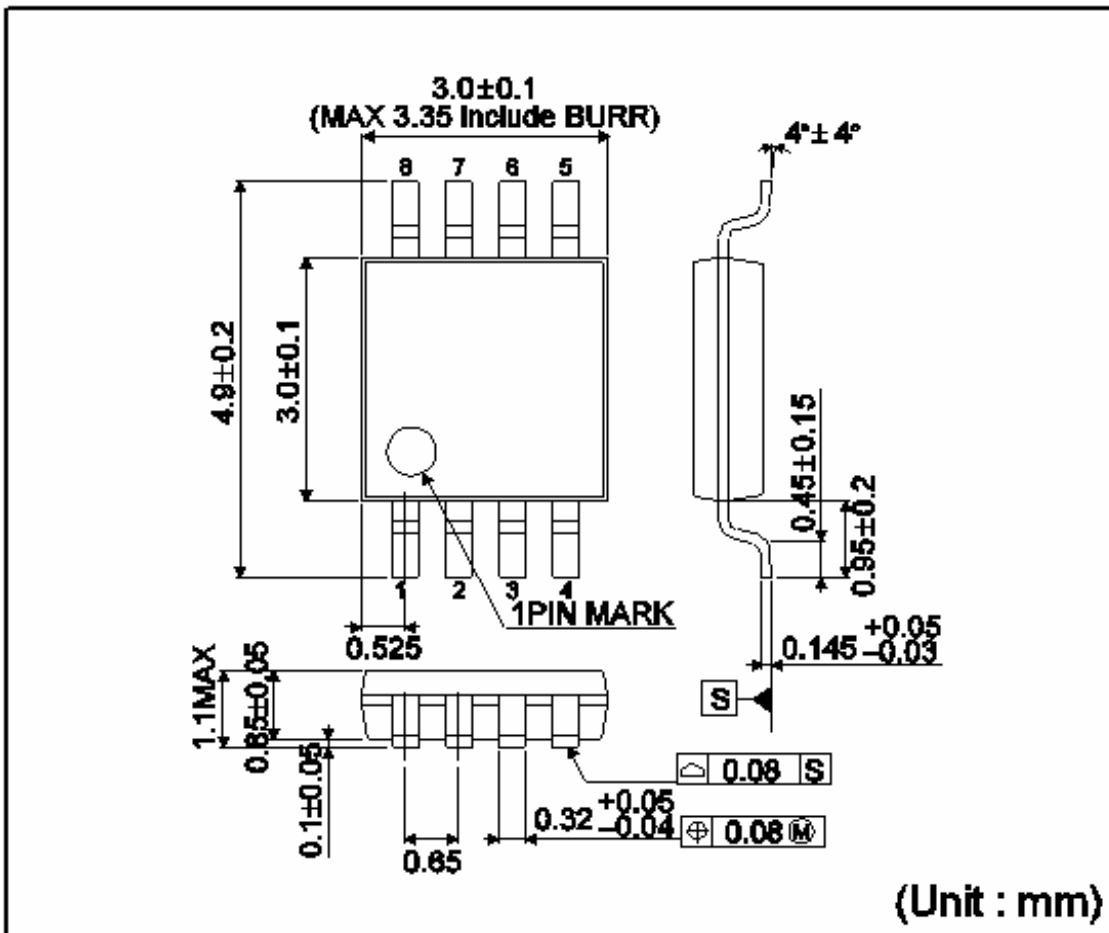 3.0±0.1
(MAX 3.35 include BURR)
4°± 4°
8 7 6 5
4.9±0.2
3.0±0.1
0.45±0.15
0.95±0.2
1 2 3 4
1PIN MARK
0.525
0.145 +0.05 −0.03
S
1.1MAX
0.85±0.05
0.1±0.05
0.08 S
0.32 +0.05 −0.04
0.08 Ⓜ
0.65
(Unit : mm)